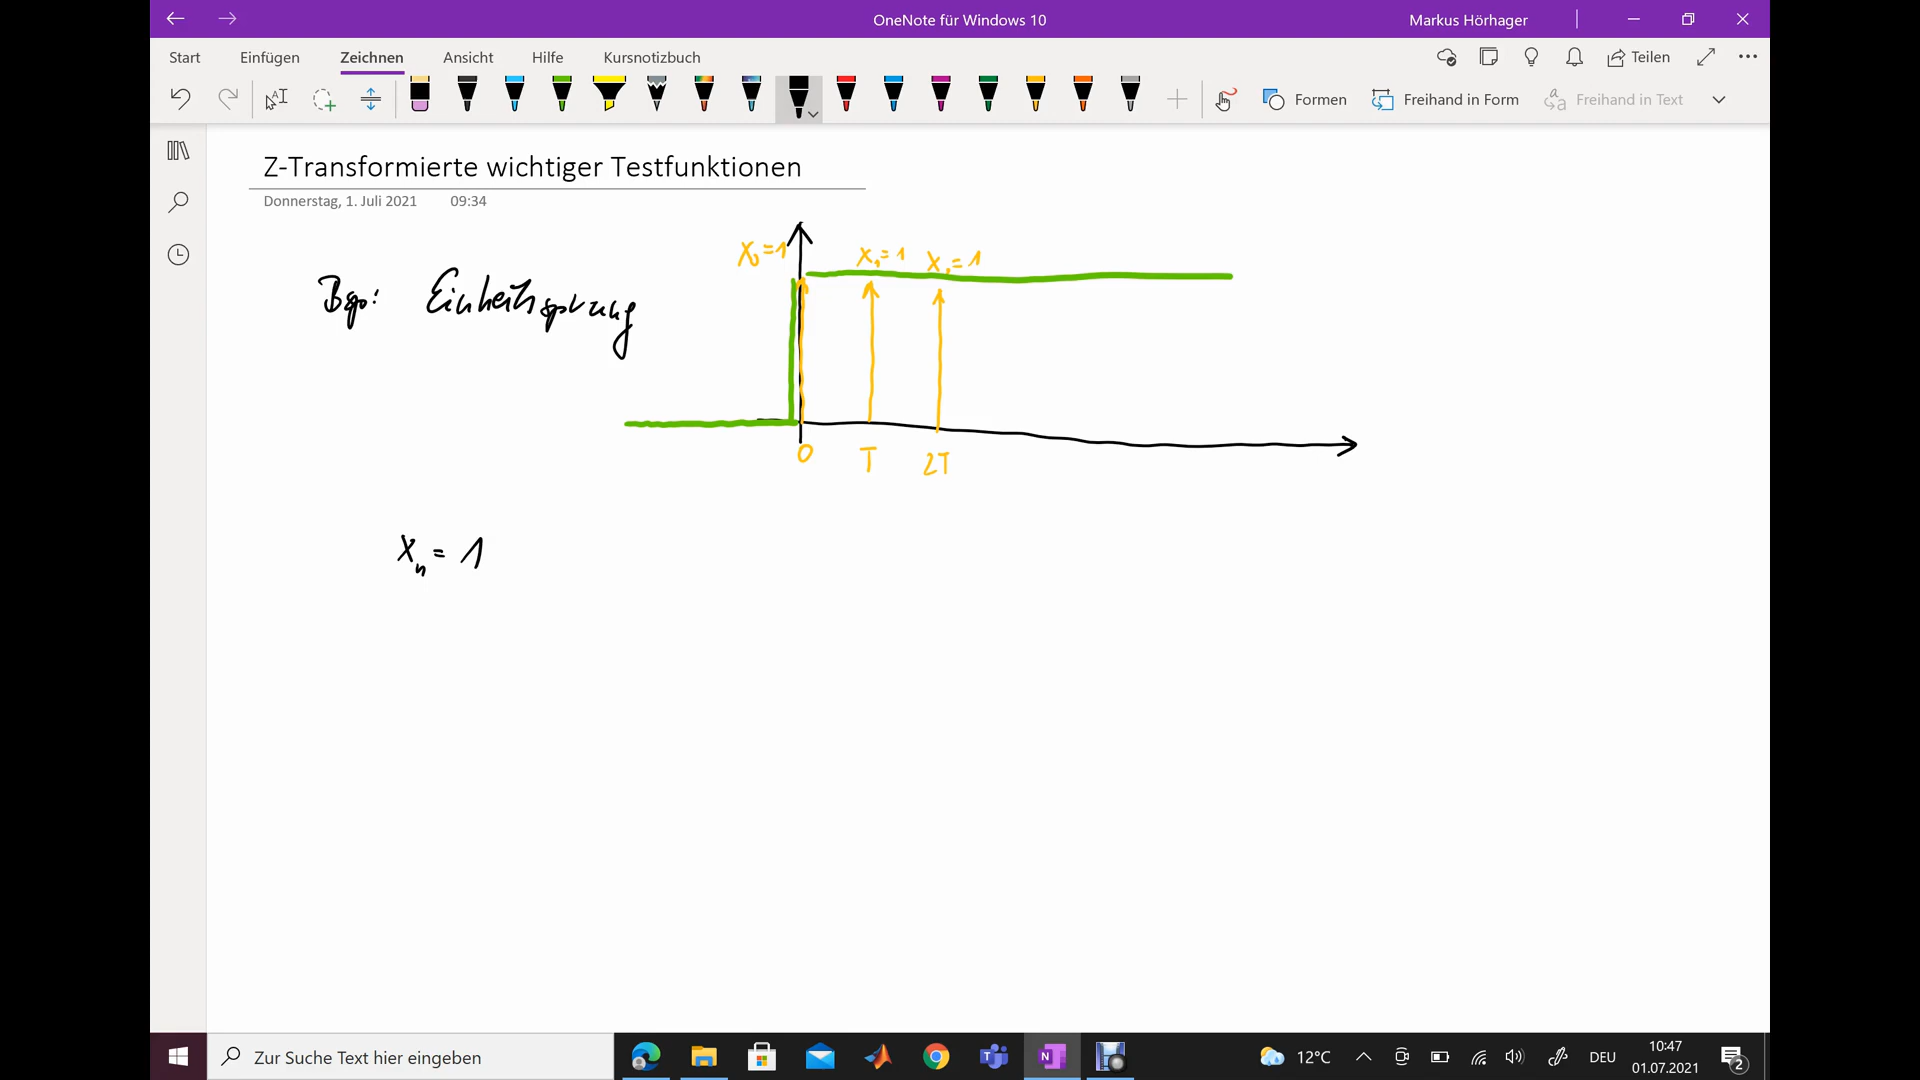 OneNote für Windows 10
Markus Hörhager
Start Einfügen Zeichnen Ansicht Hilfe Kursnotizbuch
Teilen
Formen Freihand in Form Freihand in Text
Z-Transformierte wichtiger Testfunktionen
Donnerstag, 1. Juli 2021 09:34
Bsp: Einheitssprung
X₀=1 X₁=1 X =1
0 T 2T
Xₙ = 1
Zur Suche Text hier eingeben
12°C
DEU
10:47
01.07.2021
2